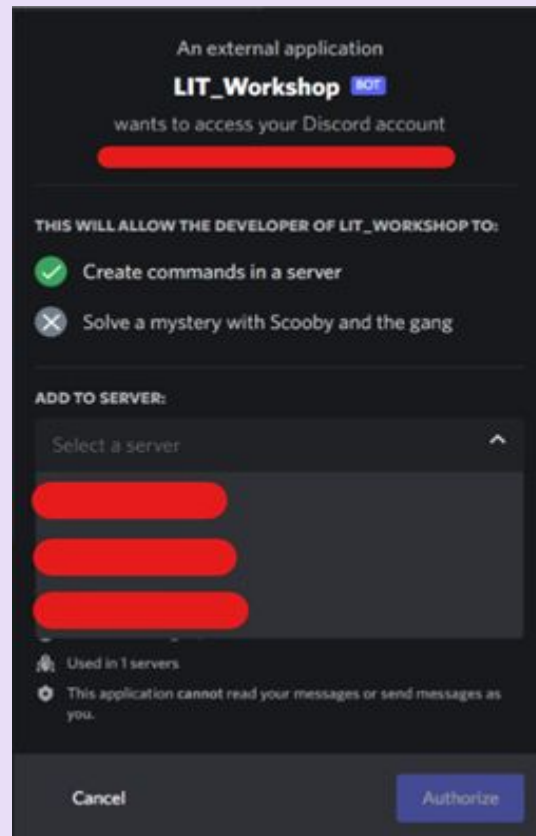 An external application
LIT_Workshop BOT
wants to access your Discord account
THIS WILL ALLOW THE DEVELOPER OF LIT_WORKSHOP TO:
Create commands in a server
Solve a mystery with Scooby and the gang
ADD TO SERVER:
Select a server
Used in 1 servers
This application cannot read your messages or send messages as
you.
Cancel
Authorize